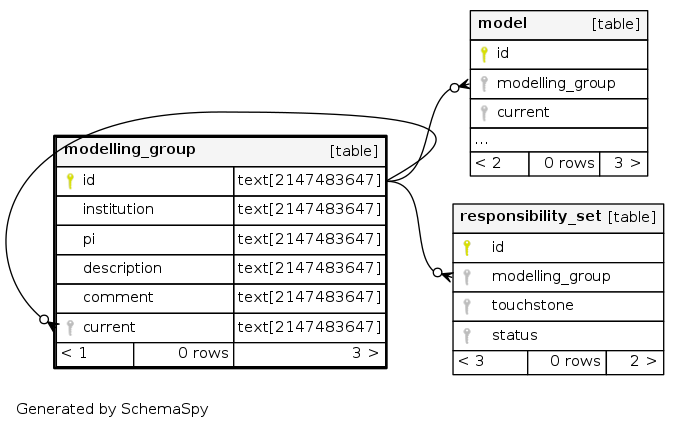 model [table]
id
modelling_group
current
...
< 2 0 rows 3 >
modelling_group [table]
id text[2147483647]
institution text[2147483647]
pi text[2147483647]
description text[2147483647]
comment text[2147483647]
current text[2147483647]
< 1 0 rows 3 >
responsibility_set [table]
id
modelling_group
touchstone
status
< 3 0 rows 2 >
Generated by SchemaSpy